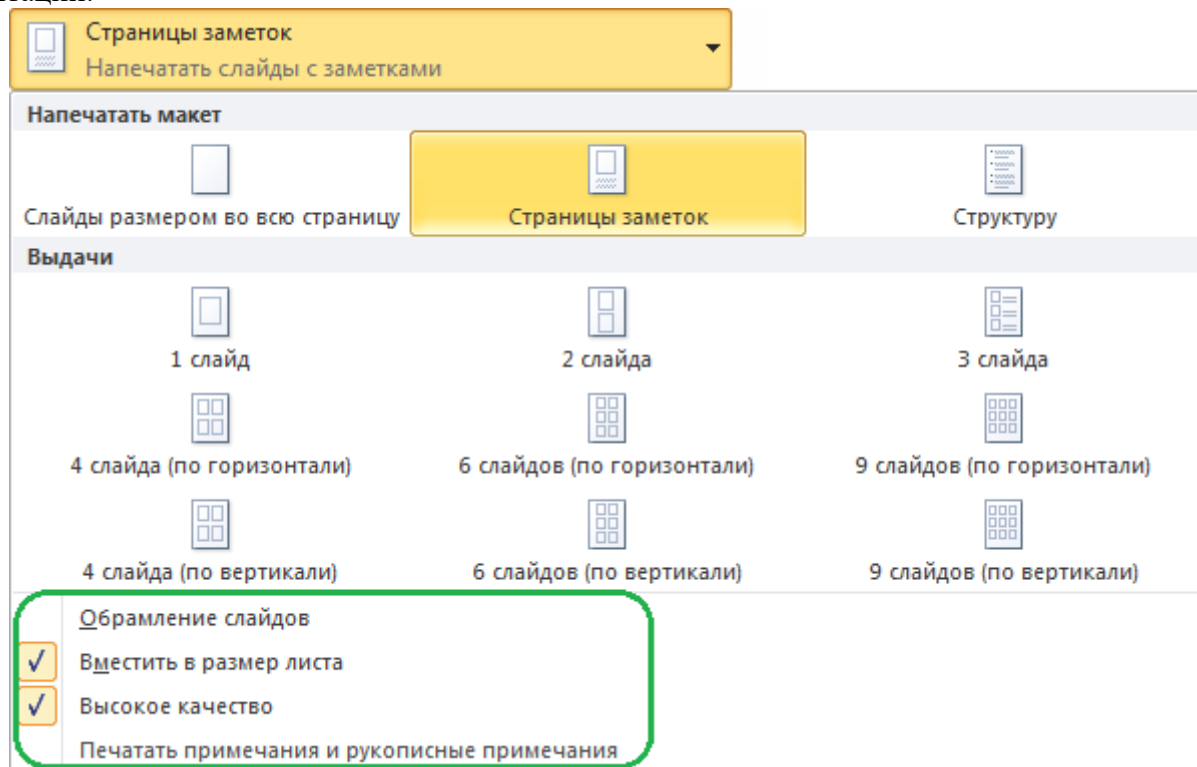 Страницы заметок
Напечатать слайды с заметками
Напечатать макет
Слайды размером во всю страницу Страницы заметок Структуру
Выдачи
1 слайд 2 слайда 3 слайда
4 слайда (по горизонтали) 6 слайдов (по горизонтали) 9 слайдов (по горизонтали)
4 слайда (по вертикали) 6 слайдов (по вертикали) 9 слайдов (по вертикали)
Обрамление слайдов
Вместить в размер листа
Высокое качество
Печатать примечания и рукописные примечания